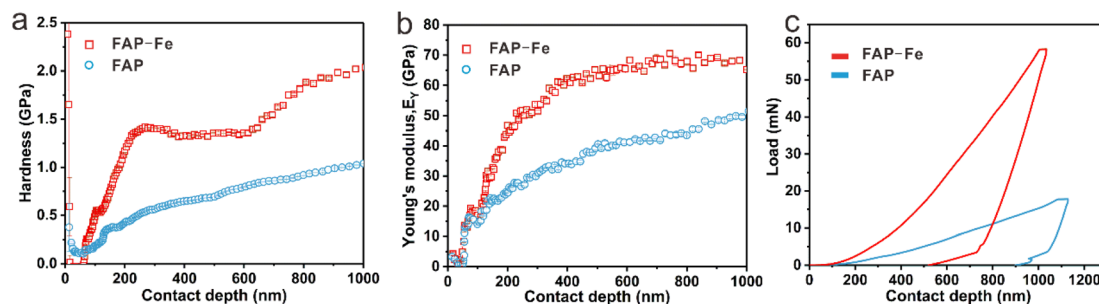 a
2.5
2.0
1.5
1.0
0.5
0.0
Hardness (GPa)
FAP-Fe
FAP
0 200 400 600 800 1000
Contact depth (nm)
b
80
70
60
50
40
30
20
10
0
Young's modulus,EY (GPa)
FAP-Fe
FAP
0 200 400 600 800 1000
Contact depth (nm)
c
60
50
40
30
20
10
0
Load (mN)
FAP-Fe
FAP
0 200 400 600 800 1000 1200
Contact depth (nm)